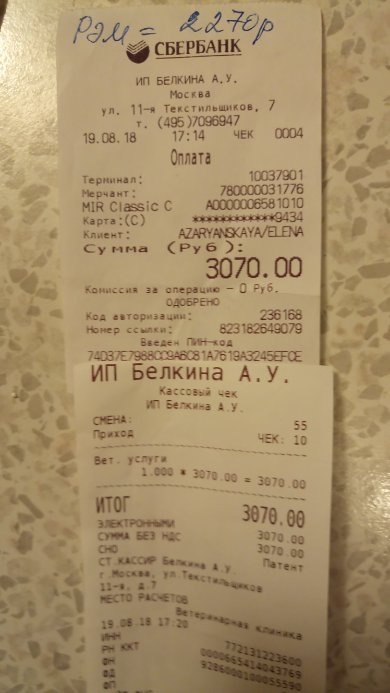 РЭМ = 2270р
СБЕРБАНК
ИП БЕЛКИНА А.У.
Москва
ул. 11-я Текстильщиков, 7
т. (495)7096947
19.08.18 17:14 ЧЕК 0004
Оплата
Терминал: 10037901
Мерчант: 780000031776
MIR Classic C A0000006581010
Карта:(C) ************9434
Клиент: AZARYANSKAYA/ELENA
Сумма (Руб):
3070.00
Комиссия за операцию – 0 Руб.
ОДОБРЕНО
Код авторизации: 236168
Номер ссылки: 823182649079
Введен ПИН-код
74D37E7988CC9A6C81A7619A3245EFCE
ИП Белкина А.У.
Кассовый чек
ИП Белкина А.У.
СМЕНА: 55
Приход ЧЕК: 10
Вет. услуги
1.000 * 3070.00 = 3070.00
ИТОГ 3070.00
ЭЛЕКТРОННЫМИ 3070.00
СУММА БЕЗ НДС 3070.00
СНО Патент
СТ.КАССИР Белкина А.У.
г.Москва, ул.Текстильщиков
11-я, д.7
МЕСТО РАСЧЕТОВ
Ветеринарная клиника
19.08.18 17:20
ИНН 772131223600
РН ККТ 0000665414043769
ФН 9286000100055590
ФД
ФП